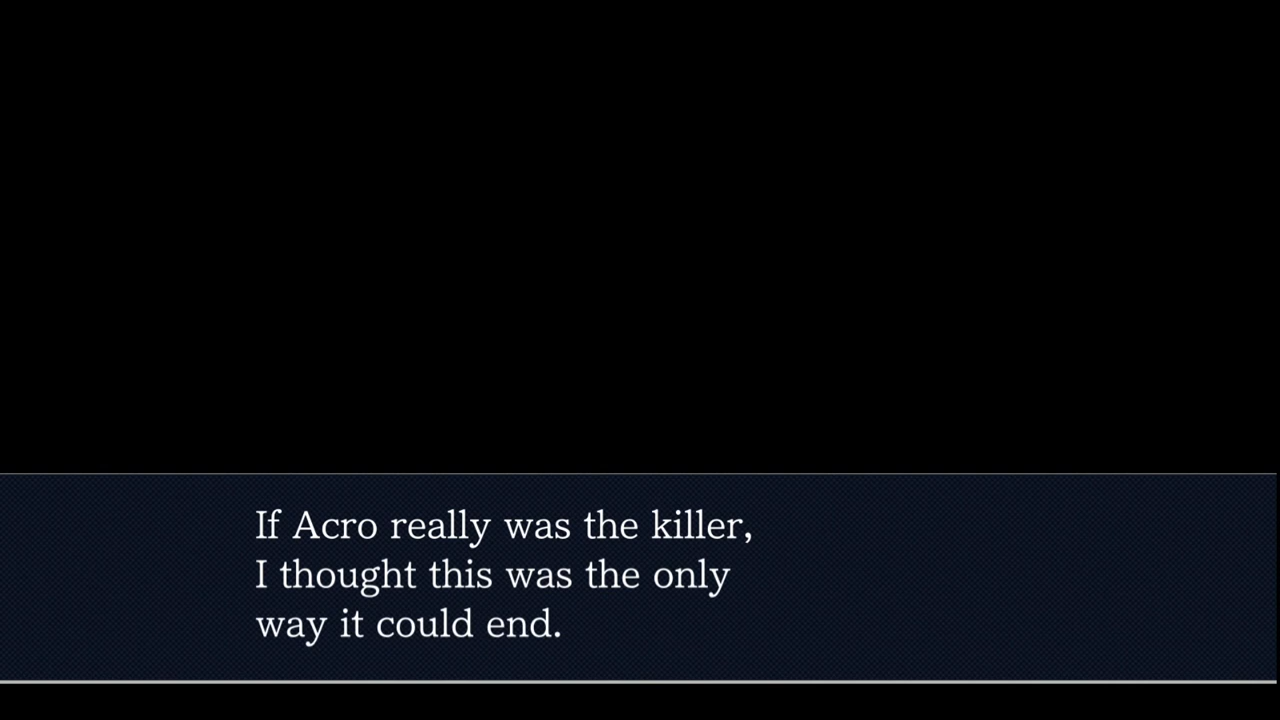 If Acro really was the killer,
I thought this was the only
way it could end.